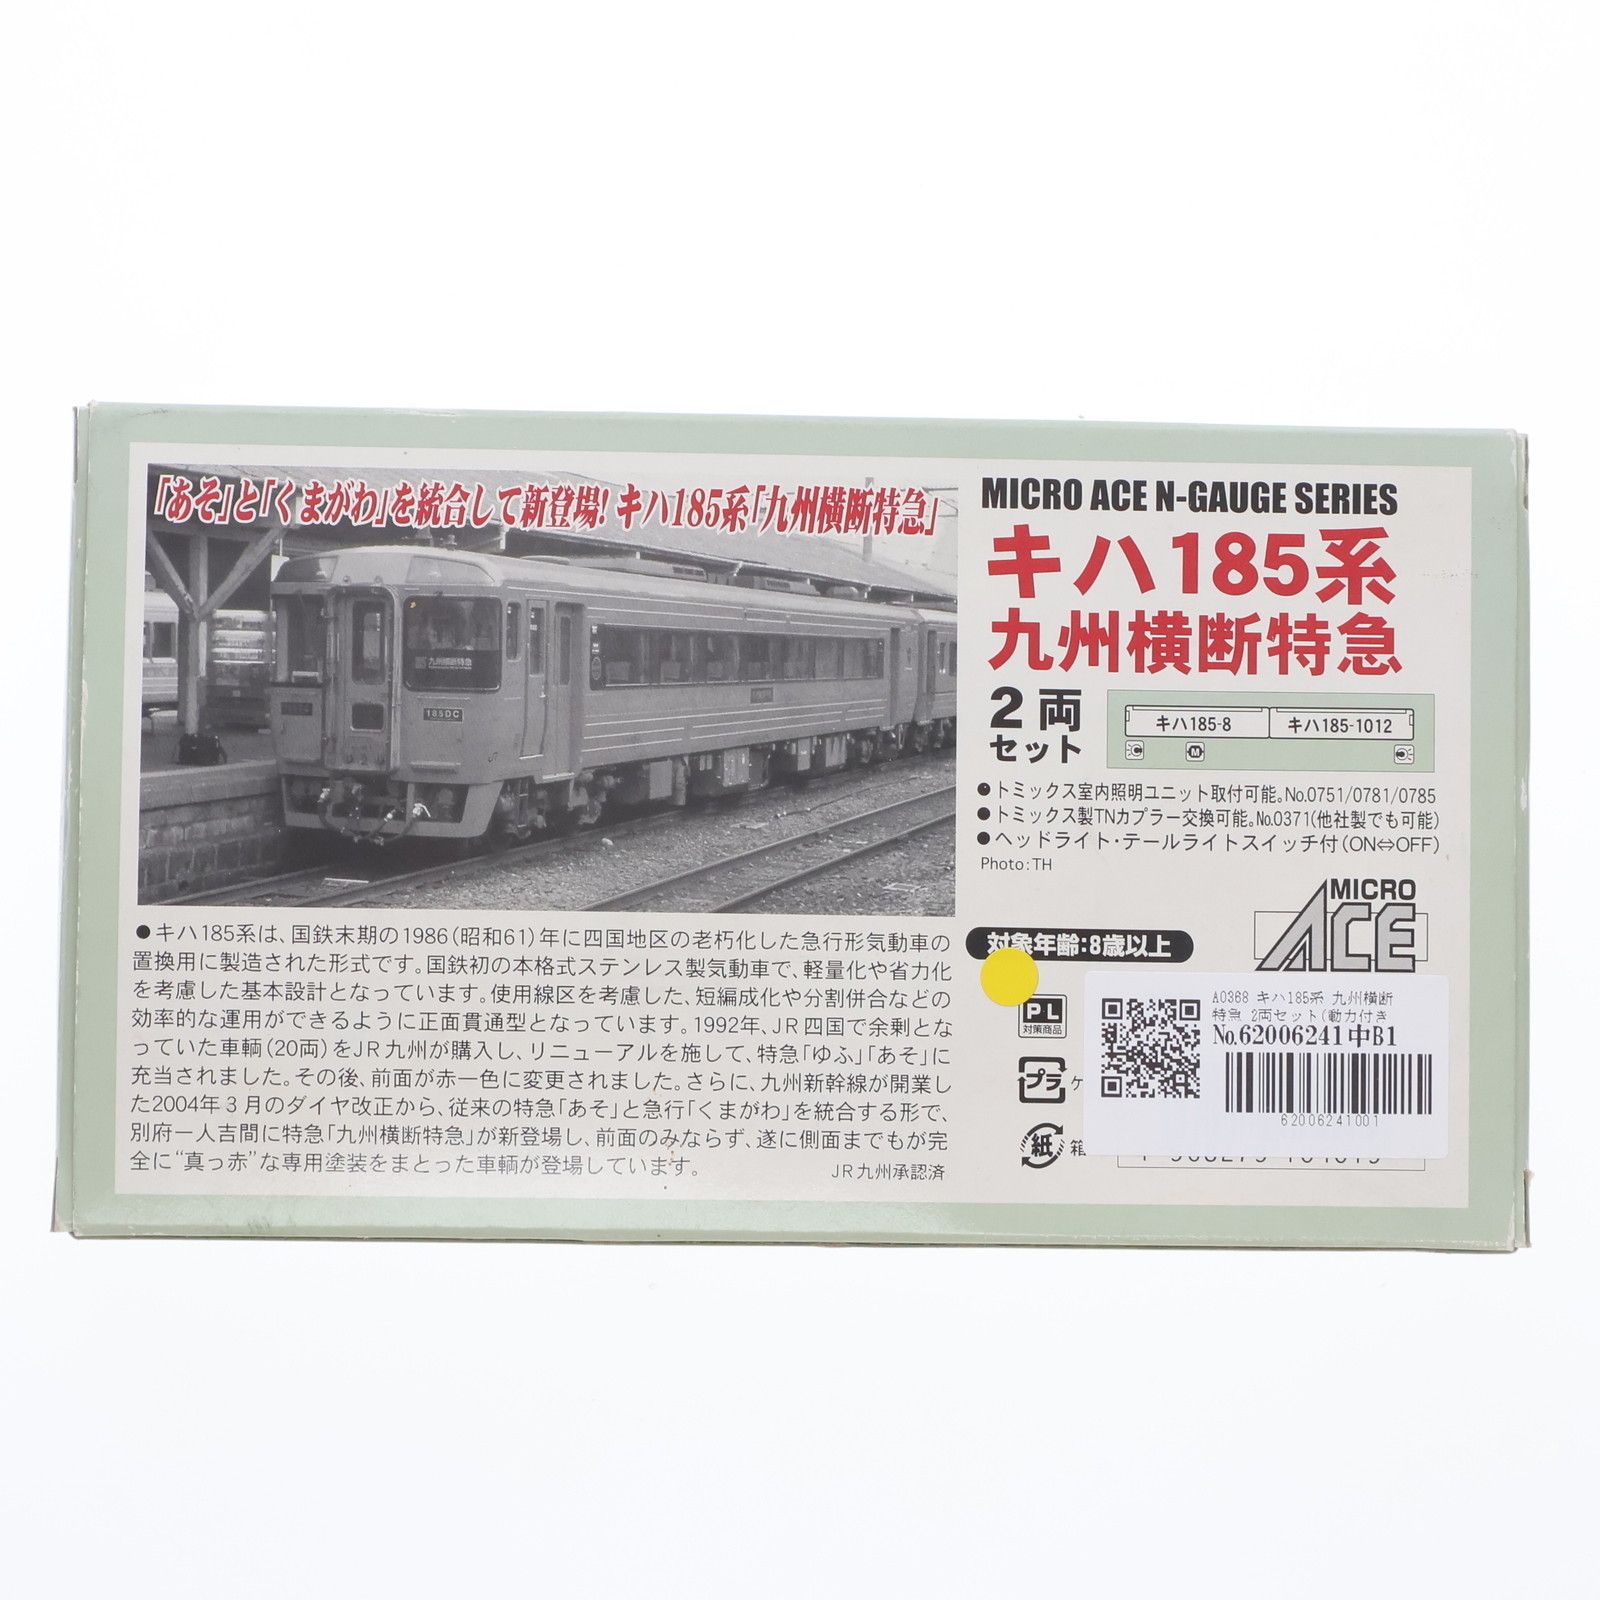 「あそ」と「くまがわ」を統合して新登場! キハ185系「九州横断特急」
九州横断特急
185DC
●キハ185系は、国鉄末期の1986(昭和61)年に四国地区の老朽化した急行形気動車の
置換用に製造された形式です。国鉄初の本格式ステンレス製気動車で、軽量化や省力化
を考慮した基本設計となっています。使用線区を考慮した、短編成化や分割併合などの
効率的な運用ができるように正面貫通型となっています。1992年、JR四国で余剰とな
っていた車輌(20両)をJR九州が購入し、リニューアルを施して、特急「ゆふ」「あそ」に
充当されました。その後、前面が赤一色に変更されました。さらに、九州新幹線が開業し
た2004年3月のダイヤ改正から、従来の特急「あそ」と急行「くまがわ」を統合する形で、
別府ー人吉間に特急「九州横断特急」が新登場し、前面のみならず、遂に側面までもが完
全に“真っ赤”な専用塗装をまとった車輌が登場しています。
JR九州承認済
MICRO ACE N-GAUGE SERIES
キハ185系
九州横断特急
2両
セット
キハ185-8
キハ185-1012
M
●トミックス室内照明ユニット取付可能。No.0751/0781/0785
●トミックス製TNカプラー交換可能。No.0371(他社製でも可能)
●ヘッドライト・テールライトスイッチ付(ON⇔OFF)
Photo:TH
MICRO
ACE
対象年齢:8歳以上
PL
対策商品
プラ
紙
箱
A0368 キハ185系 九州横断
特急 2両セット(動力付き
No.62006241中B1
62006241001